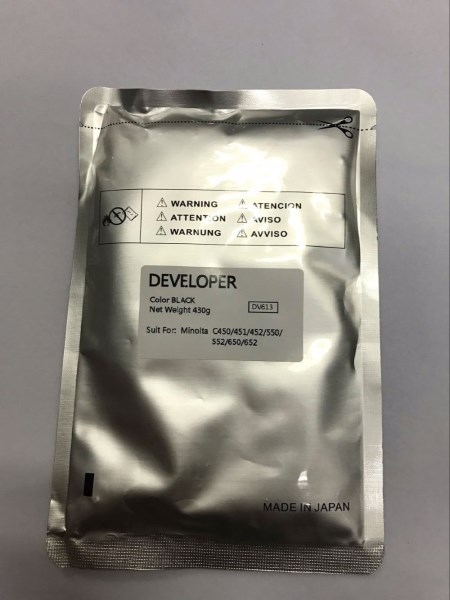 WARNING ATENCION
ATTENTION AVISO
WARNUNG AVVISO
DEVELOPER
Color BLACK
Net Weight 430g DV613
Suit For: Minolta C450/451/452/550/
552/650/652
MADE IN JAPAN